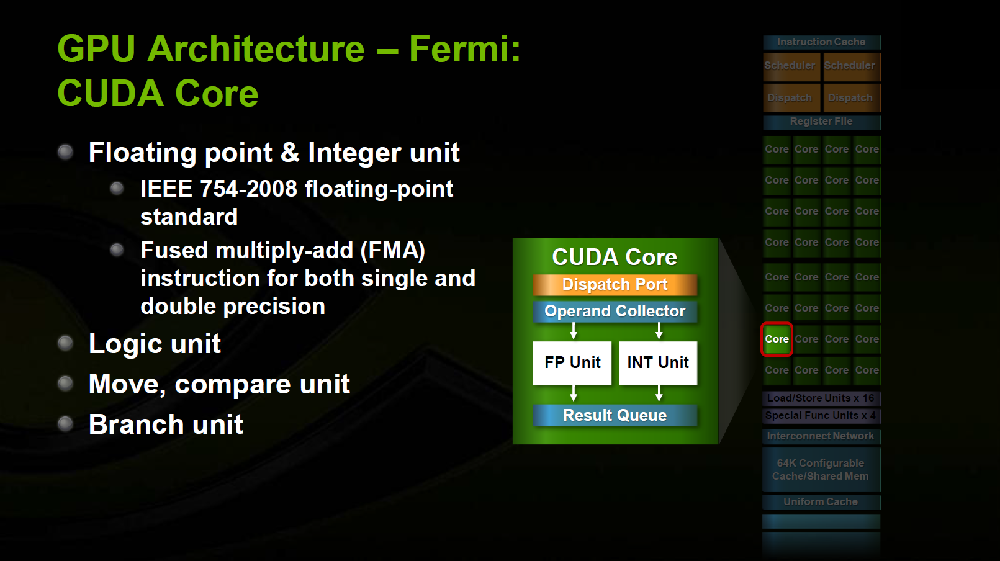 GPU Architecture – Fermi:
CUDA Core
Floating point & Integer unit
IEEE 754-2008 floating-point
standard
Fused multiply-add (FMA)
instruction for both single and
double precision
Logic unit
Move, compare unit
Branch unit
CUDA Core
Dispatch Port
Operand Collector
FP Unit INT Unit
Result Queue
Instruction Cache
Scheduler Scheduler
Dispatch Dispatch
Register File
Core Core Core Core
Core Core Core Core
Core Core Core Core
Core Core Core Core
Core Core Core Core
Core Core Core Core
Core Core Core Core
Core Core Core Core
Load/Store Units x 16
Special Func Units x 4
Interconnect Network
64K Configurable
Cache/Shared Mem
Uniform Cache